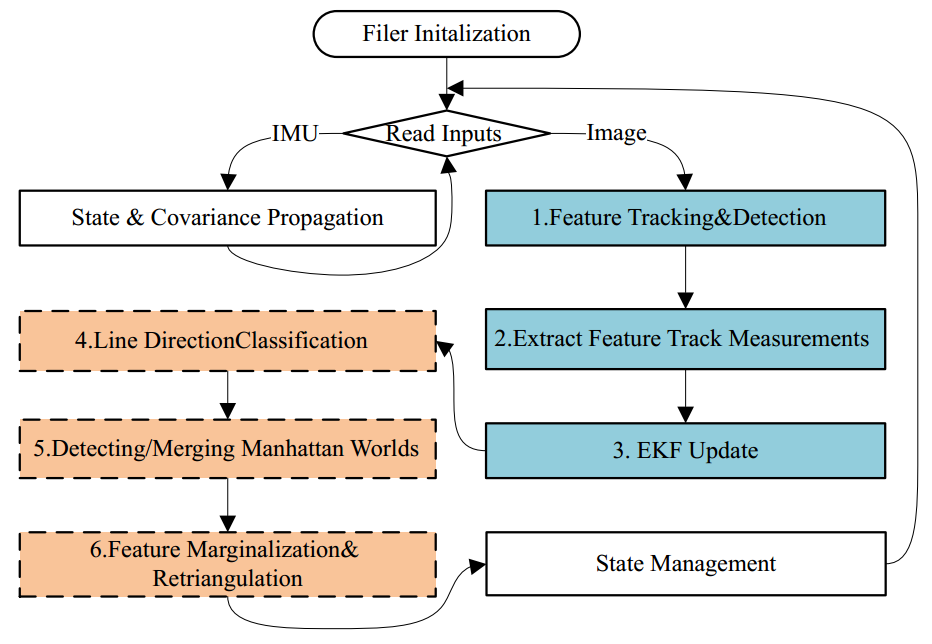 Filer Initalization
Read Inputs
IMU
Image
State & Covariance Propagation
1.Feature Tracking&Detection
2.Extract Feature Track Measurements
3. EKF Update
4.Line DirectionClassification
5.Detecting/Merging Manhattan Worlds
6.Feature Marginalization&
Retriangulation
State Management